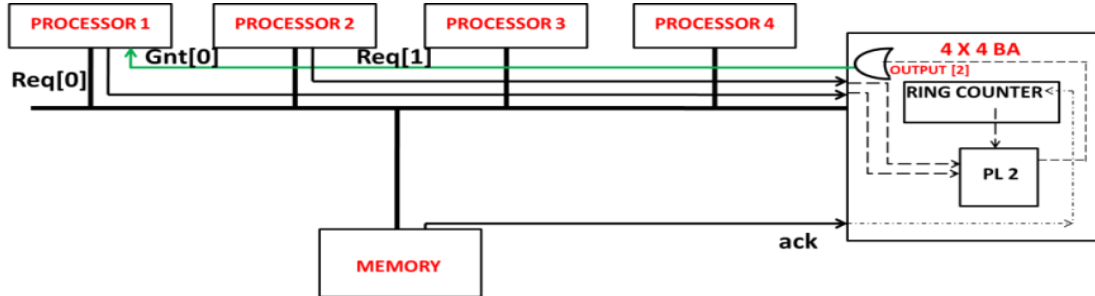 PROCESSOR 1
PROCESSOR 2
PROCESSOR 3
PROCESSOR 4
Gnt[0]
Req[1]
Req[0]
4 X 4 BA
OUTPUT [2]
RING COUNTER
PL 2
ack
MEMORY